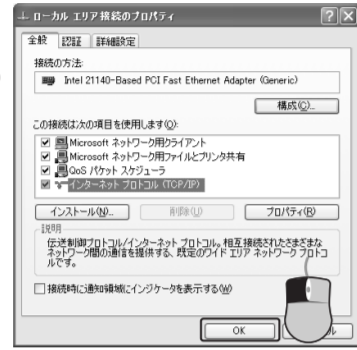 ローカル エリア接続のプロパティ
全般 認証 詳細設定
接続の方法:
Intel 21140-Based PCI Fast Ethernet Adapter (Generic)
構成(C)...
この接続は次の項目を使用します(O):
Microsoft ネットワーク用クライアント
Microsoft ネットワーク用ファイルとプリンタ共有
QoS パケット スケジューラ
インターネット プロトコル (TCP/IP)
インストール(N)... 削除(U) プロパティ(R)
説明
伝送制御プロトコル/インターネット プロトコル。相互接続されたさまざまな
ネットワーク間の通信を提供する、既定のワイド エリア ネットワーク プロトコ
ルです。
接続時に通知領域にインジケータを表示する(W)
OK